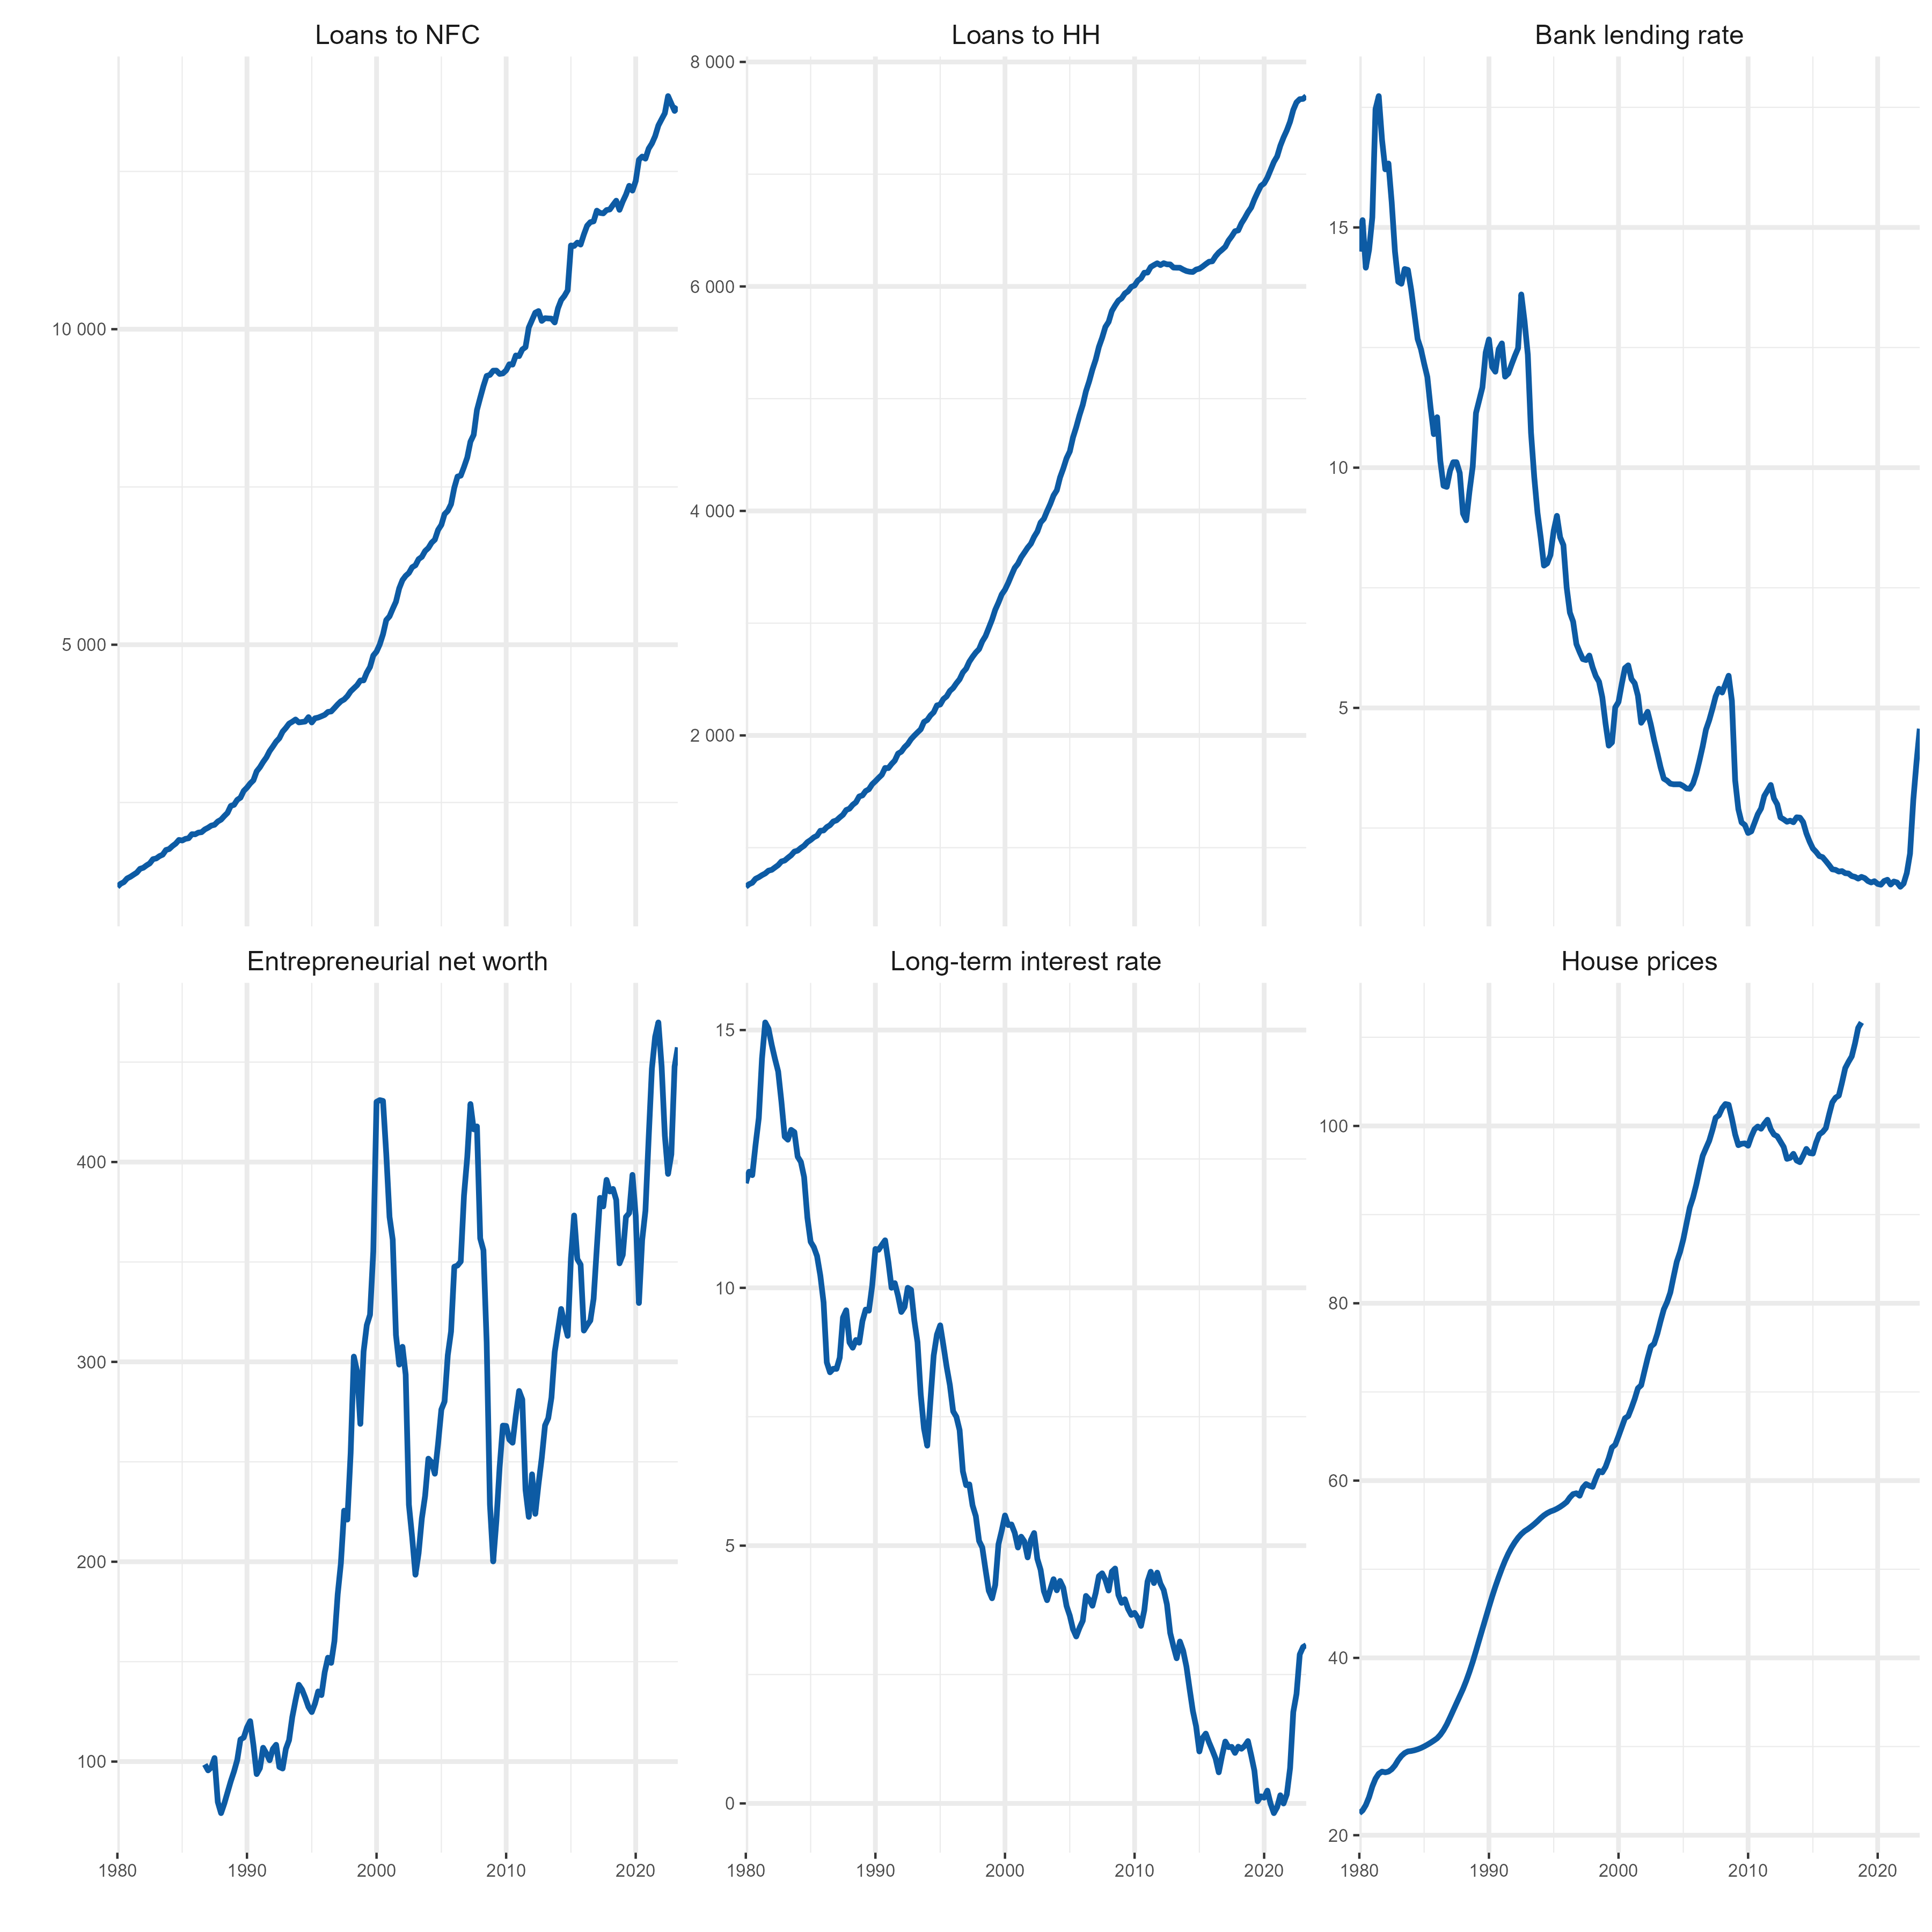 Loans to NFC
Loans to HH
Bank lending rate
10 000
5 000
8 000
6 000
4 000
2 000
15
10
5
Entrepreneurial net worth
Long-term interest rate
House prices
400
300
200
100
15
10
5
0
100
80
60
40
20
1980 1990 2000 2010 2020
1980 1990 2000 2010 2020
1980 1990 2000 2010 2020